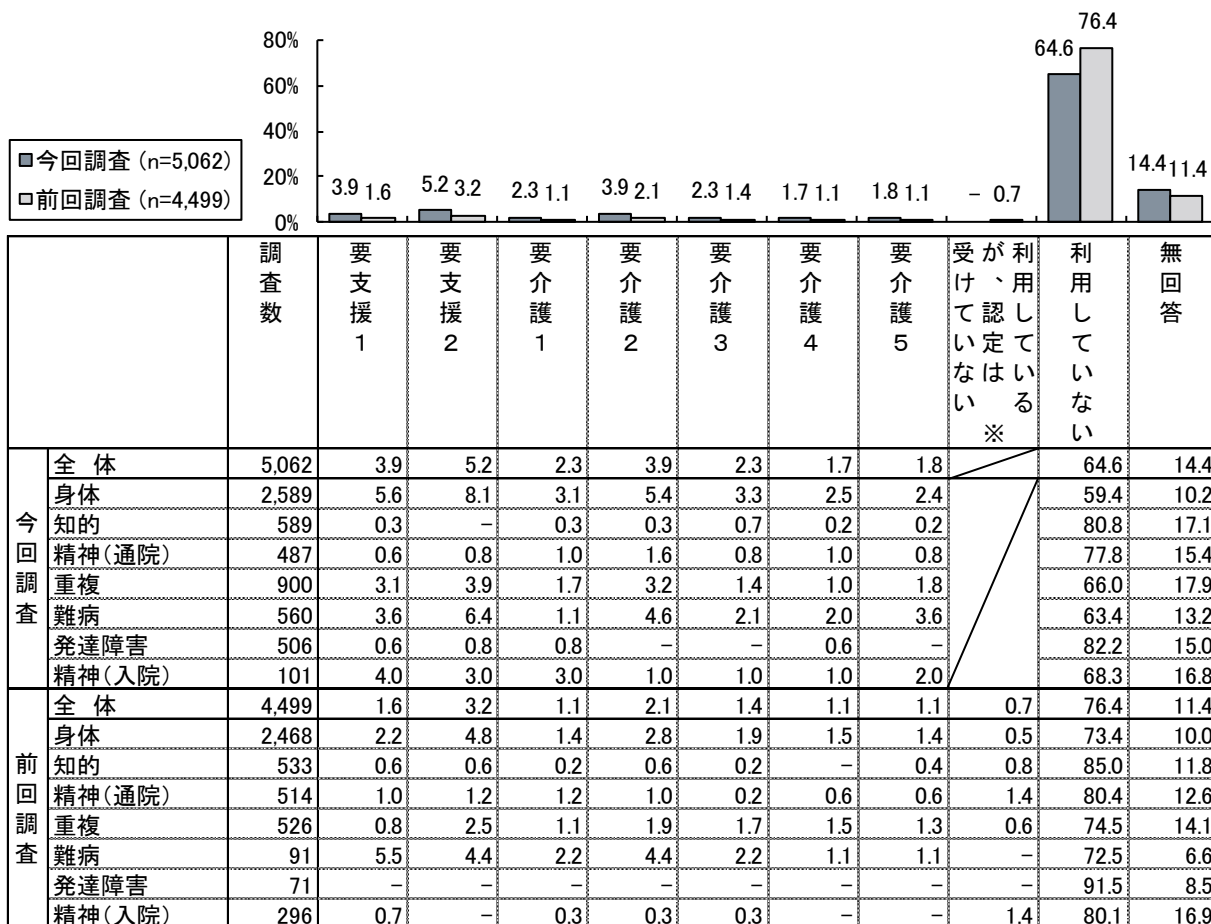 80%
60%
40%
20%
0%
■今回調査 (n=5,062)
□前回調査 (n=4,499)
3.9 1.6 5.2 3.2 2.3 1.1 3.9 2.1 2.3 1.4 1.7 1.1 1.8 1.1 － 0.7 64.6 76.4 14.4 11.4
調査数 要支援1 要支援2 要介護1 要介護2 要介護3 要介護4 要介護5 利用しているが、認定は受けていない※ 利用していない 無回答
今回調査
全 体 5,062 3.9 5.2 2.3 3.9 2.3 1.7 1.8 64.6 14.4
身体 2,589 5.6 8.1 3.1 5.4 3.3 2.5 2.4 59.4 10.2
知的 589 0.3 － 0.3 0.3 0.7 0.2 0.2 80.8 17.1
精神(通院) 487 0.6 0.8 1.0 1.6 0.8 1.0 0.8 77.8 15.4
重複 900 3.1 3.9 1.7 3.2 1.4 1.0 1.8 66.0 17.9
難病 560 3.6 6.4 1.1 4.6 2.1 2.0 3.6 63.4 13.2
発達障害 506 0.6 0.8 0.8 － － 0.6 － 82.2 15.0
精神(入院) 101 4.0 3.0 3.0 1.0 1.0 1.0 2.0 68.3 16.8
前回調査
全 体 4,499 1.6 3.2 1.1 2.1 1.4 1.1 1.1 0.7 76.4 11.4
身体 2,468 2.2 4.8 1.4 2.8 1.9 1.5 1.4 0.5 73.4 10.0
知的 533 0.6 0.6 0.2 0.6 0.2 － 0.4 0.8 85.0 11.8
精神(通院) 514 1.0 1.2 1.2 1.0 0.2 0.6 0.6 1.4 80.4 12.6
重複 526 0.8 2.5 1.1 1.9 1.7 1.5 1.3 0.6 74.5 14.1
難病 91 5.5 4.4 2.2 4.4 2.2 1.1 1.1 － 72.5 6.6
発達障害 71 － － － － － － － － 91.5 8.5
精神(入院) 296 0.7 － 0.3 0.3 0.3 － － 1.4 80.1 16.9